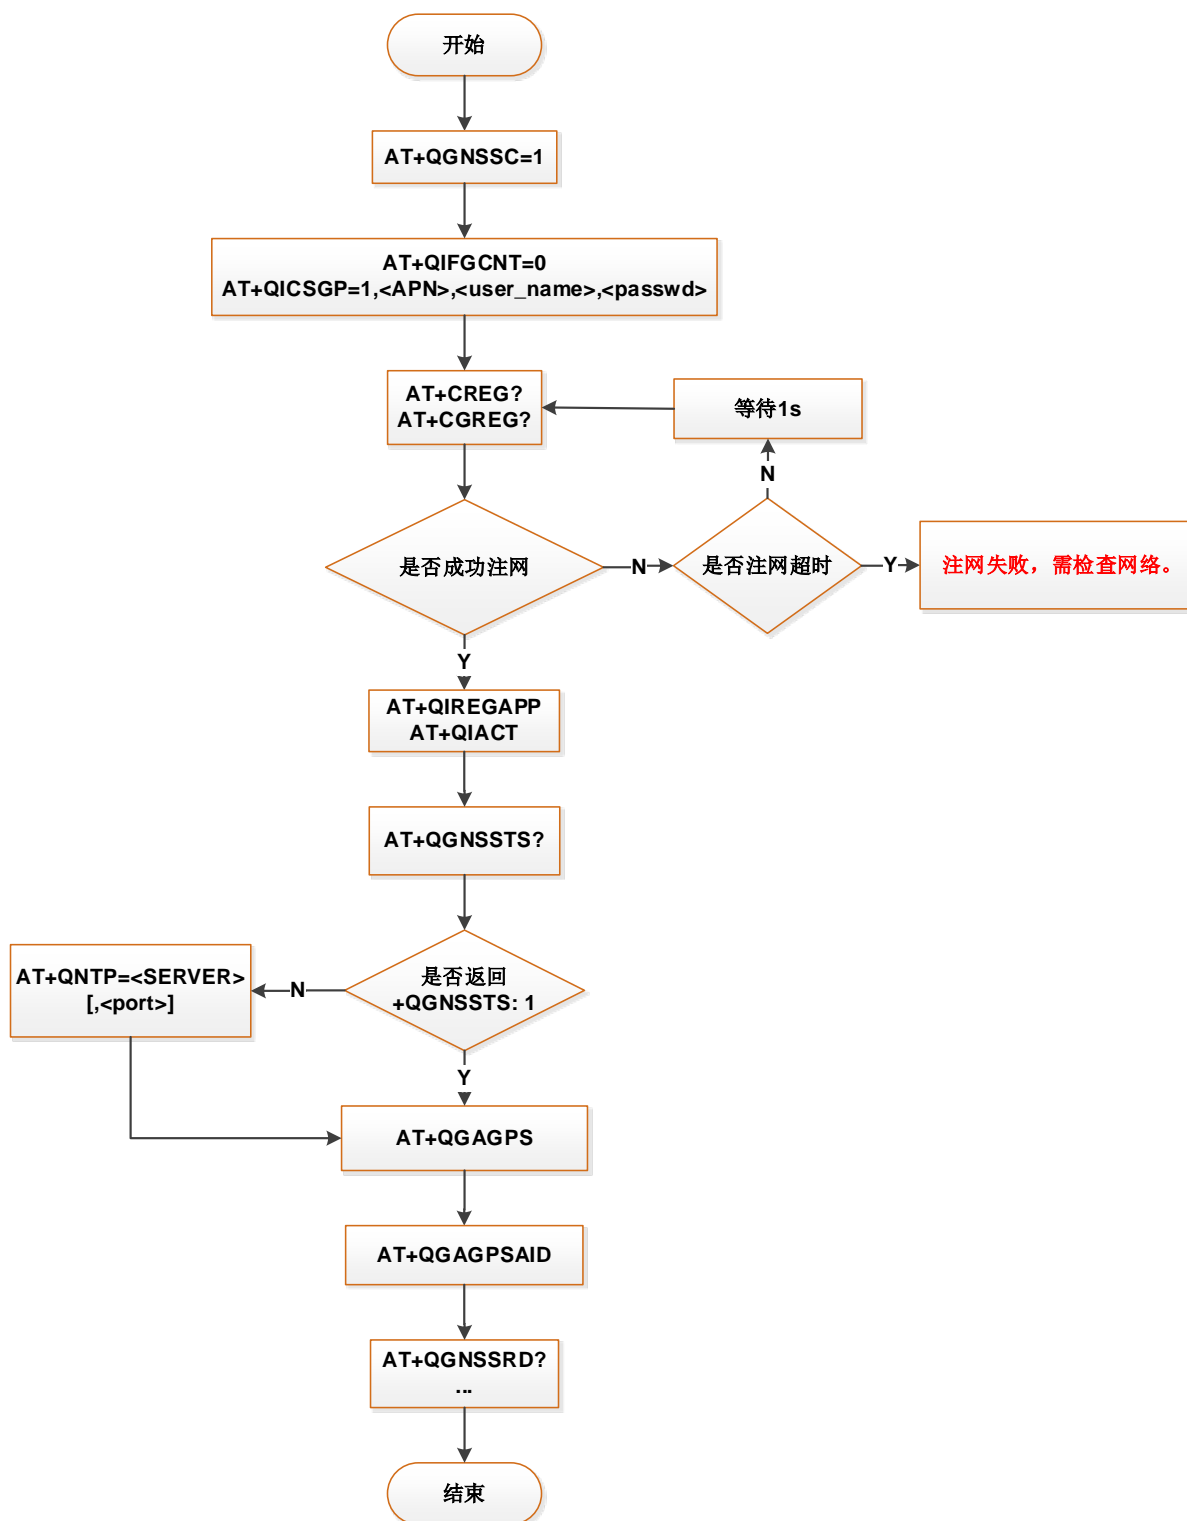 开始
AT+QGNSSC=1
AT+QIFGCNT=0
AT+QICSGP=1,<APN>,<user_name>,<passwd>
AT+CREG?
AT+CGREG?
等待1s
N
是否成功注网
N
是否注网超时
Y
注网失败，需检查网络。
Y
AT+QIREGAPP
AT+QIACT
AT+QGNSSTS?
AT+QNTP=<SERVER>
[,<port>]
N
是否返回
+QGNSSTS: 1
Y
AT+QGAGPS
AT+QGAGPSAID
AT+QGNSSRD?
...
结束